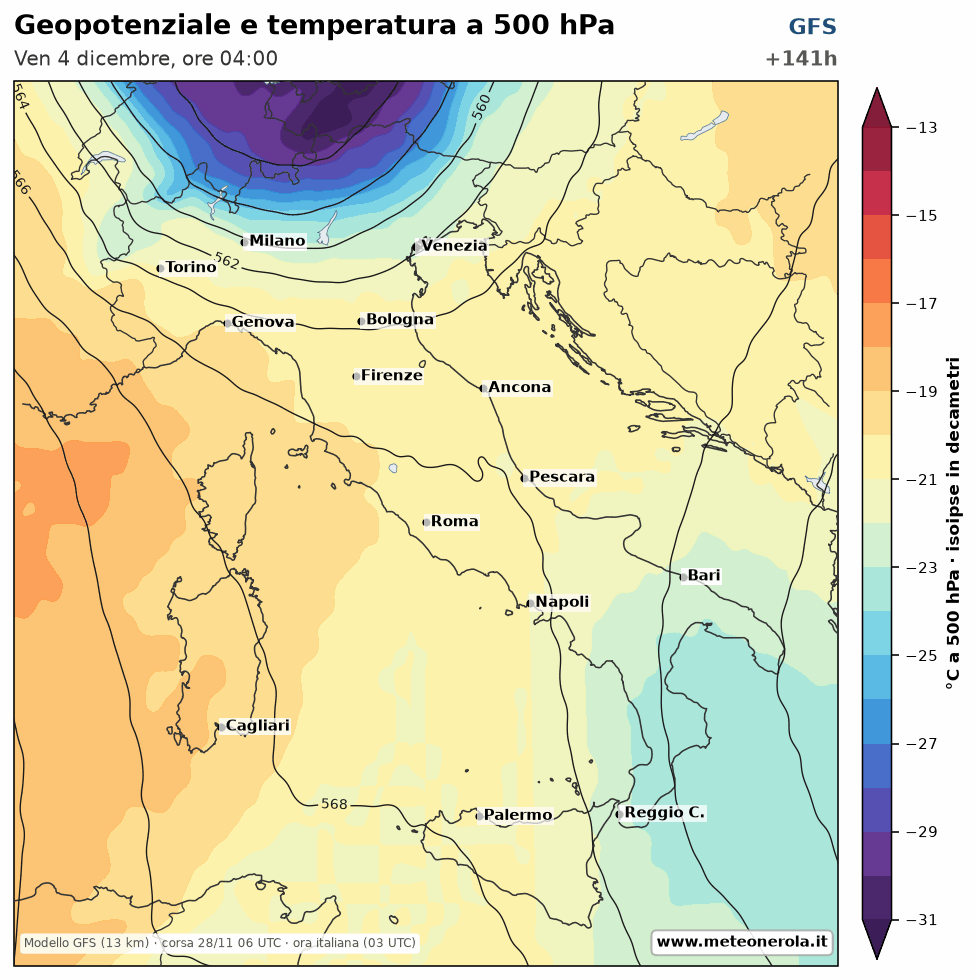 Geopotenziale e temperatura a 500 hPa
GFS
Ven 4 dicembre, ore 04:00
+141h
564
560
566
562
Milano
Venezia
Torino
Genova
Bologna
Firenze
Ancona
Pescara
Roma
Bari
Napoli
Cagliari
568
Palermo
Reggio C.
−13
−15
−17
−19
−21
−23
−25
−27
−29
−31
°C a 500 hPa · isoipse in decametri
Modello GFS (13 km) · corsa 28/11 06 UTC · ora italiana (03 UTC)
www.meteonerola.it